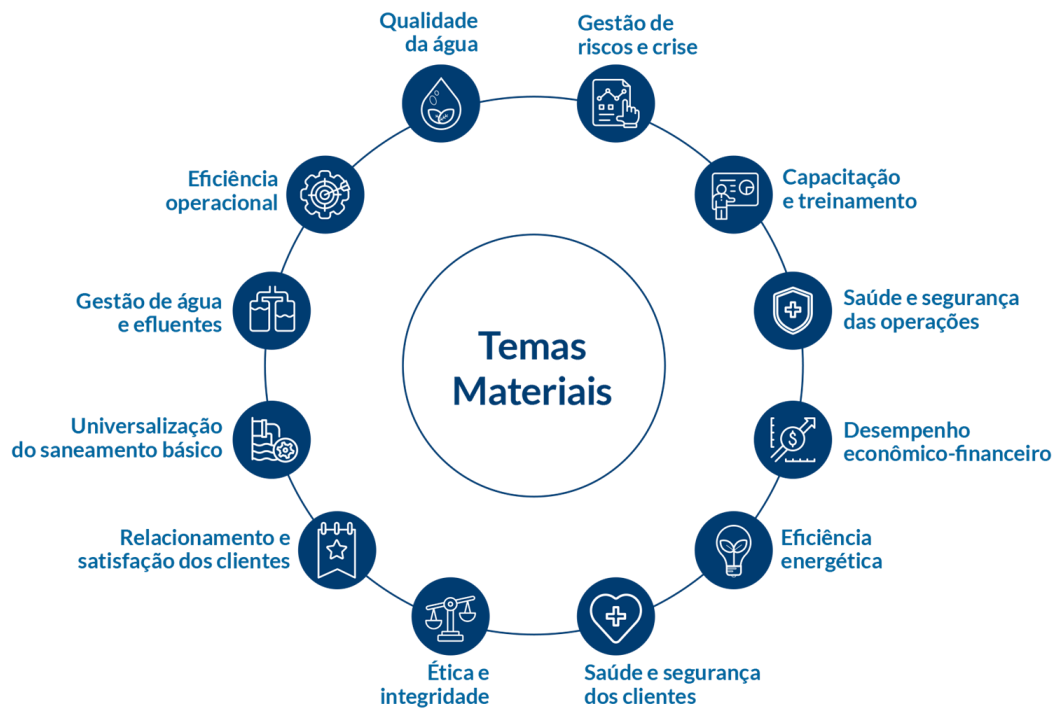 Qualidade
da água
Gestão de
riscos e crise
Eficiência
operacional
Capacitação
e treinamento
Gestão de água
e efluentes
Saúde e segurança
das operações
Temas
Materiais
Universalização
do saneamento básico
Desempenho
econômico-financeiro
Relacionamento e
satisfação dos clientes
Eficiência
energética
Ética e
integridade
Saúde e segurança
dos clientes